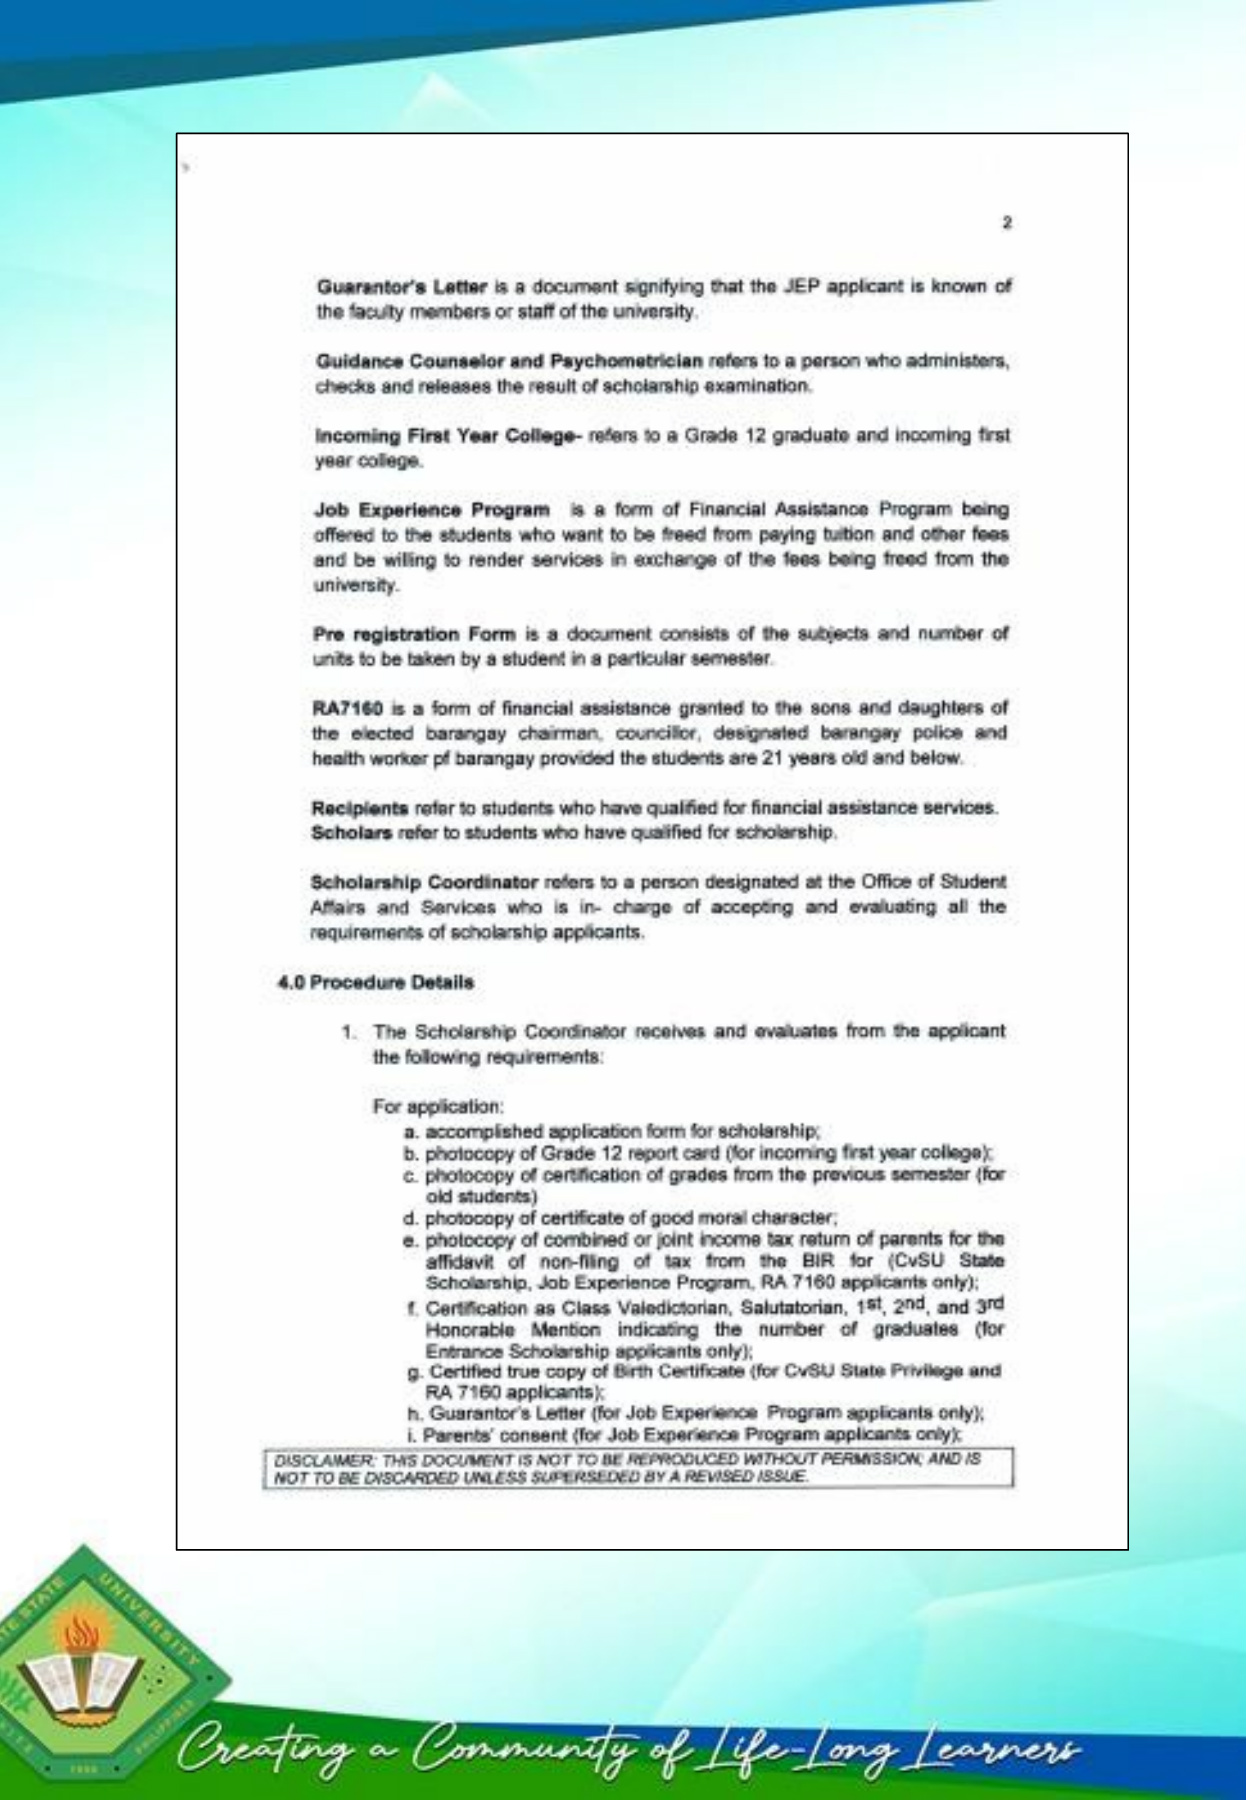 2
Guarantor's Letter is a document signifying that the JEP applicant is known of
the faculty members or staff of the university.
Guidance Counselor and Psychometrician refers to a person who administers,
checks and releases the result of scholarship examination.
Incoming First Year College- refers to a Grade 12 graduate and incoming first
year college.
Job Experience Program is a form of Financial Assistance Program being
offered to the students who want to be freed from paying tuition and other fees
and be willing to render services in exchange of the fees being freed from the
university.
Pre registration Form is a document consists of the subjects and number of
units to be taken by a student in a particular semester.
RA7160 is a form of financial assistance granted to the sons and daughters of
the elected barangay chairman, councillor, designated barangay police and
health worker pf barangay provided the students are 21 years old and below.
Recipients refer to students who have qualified for financial assistance services.
Scholars refer to students who have qualified for scholarship.
Scholarship Coordinator refers to a person designated at the Office of Student
Affairs and Services who is in- charge of accepting and evaluating all the
requirements of scholarship applicants.
4.0 Procedure Details
1. The Scholarship Coordinator receives and evaluates from the applicant
the following requirements:
For application:
a. accomplished application form for scholarship;
b. photocopy of Grade 12 report card (for incoming first year college);
c. photocopy of certification of grades from the previous semester (for
old students)
d. photocopy of certificate of good moral character;
e. photocopy of combined or joint income tax return of parents for the
affidavit of non-filing of tax from the BIR for (CvSU State
Scholarship, Job Experience Program, RA 7160 applicants only);
f. Certification as Class Valedictorian, Salutatorian, 1st, 2nd, and 3rd
Honorable Mention indicating the number of graduates (for
Entrance Scholarship applicants only);
g. Certified true copy of Birth Certificate (for CvSU State Privilege and
RA 7160 applicants);
h. Guarantor's Letter (for Job Experience Program applicants only);
i. Parents' consent (for Job Experience Program applicants only);
DISCLAIMER: THIS DOCUMENT IS NOT TO BE REPRODUCED WITHOUT PERMISSION; AND IS
NOT TO BE DISCARDED UNLESS SUPERSEDED BY A REVISED ISSUE.
STATE UNIVERSITY
PHILIPPINES
Creating a Community of Life-Long Learners